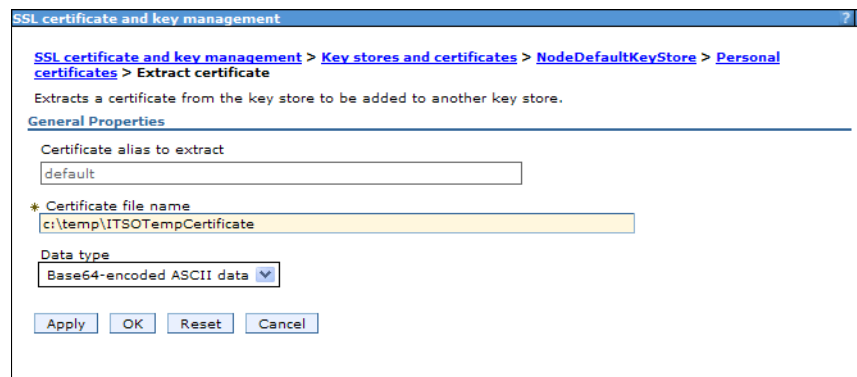 SSL certificate and key management ?
SSL certificate and key management > Key stores and certificates > NodeDefaultKeyStore > Personal
certificates > Extract certificate
Extracts a certificate from the key store to be added to another key store.
General Properties
Certificate alias to extract
default
* Certificate file name
c:\temp\ITSOTempCertificate
Data type
Base64-encoded ASCII data
Apply OK Reset Cancel